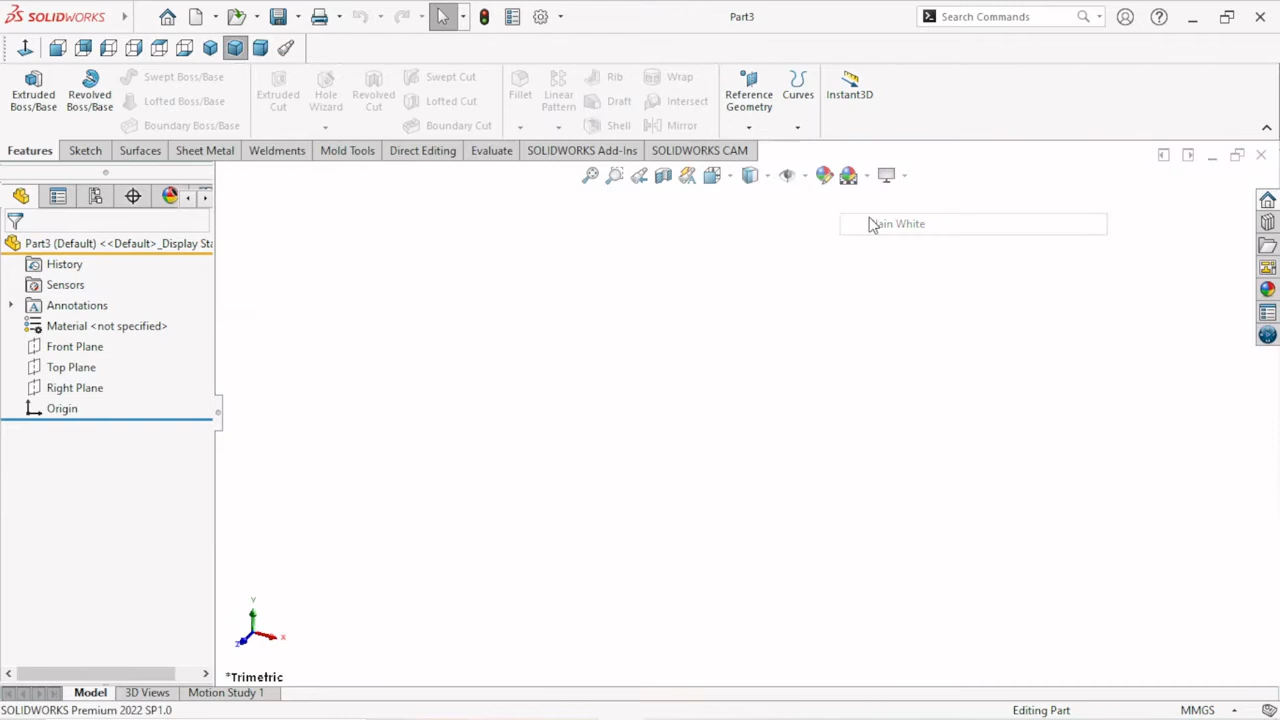 SOLIDWORKS
Part3
Search Commands
Extruded Boss/Base
Revolved Boss/Base
Swept Boss/Base
Lofted Boss/Base
Boundary Boss/Base
Extruded Cut
Hole Wizard
Revolved Cut
Swept Cut
Lofted Cut
Boundary Cut
Fillet
Linear Pattern
Rib
Draft
Shell
Wrap
Intersect
Mirror
Reference Geometry
Curves
Instant3D
Features
Sketch
Surfaces
Sheet Metal
Weldments
Mold Tools
Direct Editing
Evaluate
SOLIDWORKS Add-Ins
SOLIDWORKS CAM
White
Part3 (Default) <<Default>_Display Sta
History
Sensors
Annotations
Material <not specified>
Front Plane
Top Plane
Right Plane
Origin
Y
X
Z
*Trimetric
Model
3D Views
Motion Study 1
SOLIDWORKS Premium 2022 SP1.0
Editing Part
MMGS